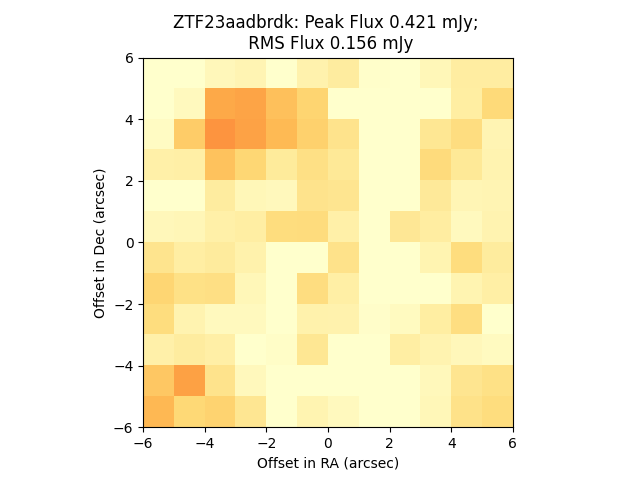 ZTF23aadbrdk: Peak Flux 0.421 mJy;
RMS Flux 0.156 mJy
6
4
2
0
−2
−4
−6
Offset in Dec (arcsec)
−6 −4 −2 0 2 4 6
Offset in RA (arcsec)